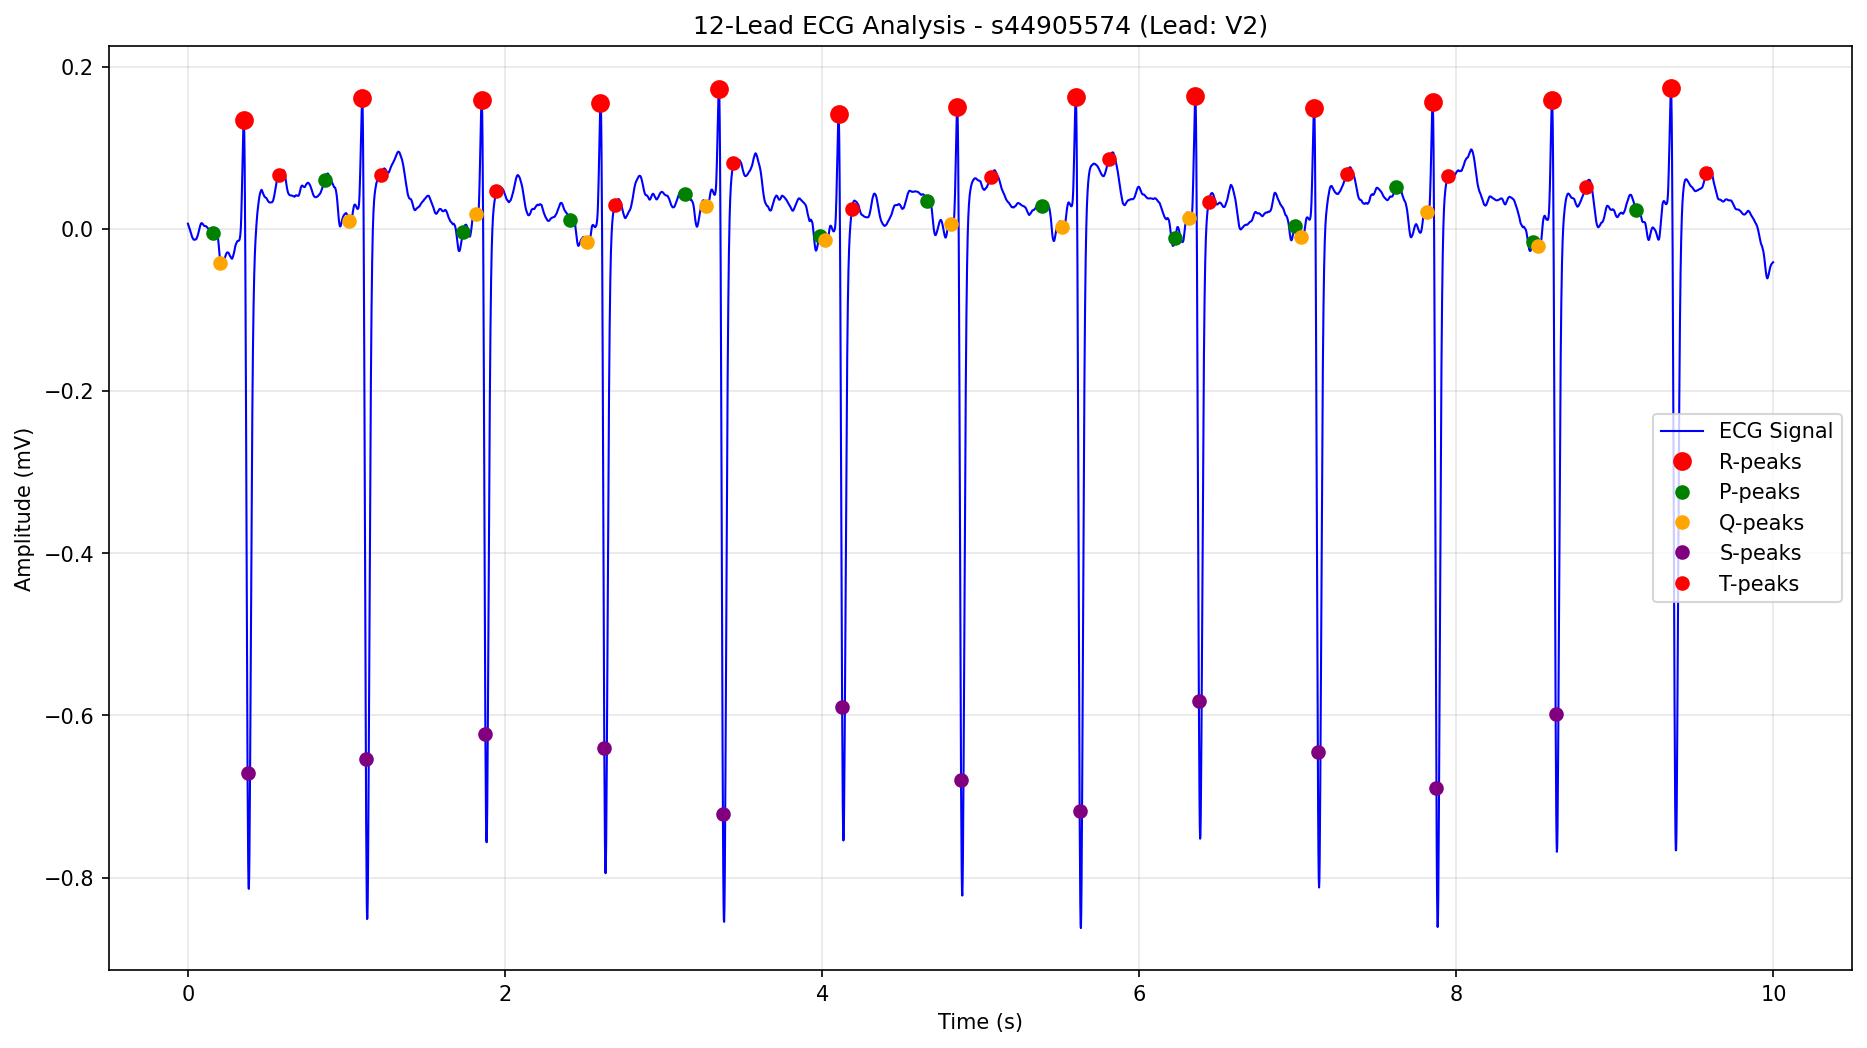 12-Lead ECG Analysis - s44905574 (Lead: V2)
0.2
0.0
−0.2
−0.4
−0.6
−0.8
Amplitude (mV)
0 2 4 6 8 10
Time (s)
ECG Signal
R-peaks
P-peaks
Q-peaks
S-peaks
T-peaks